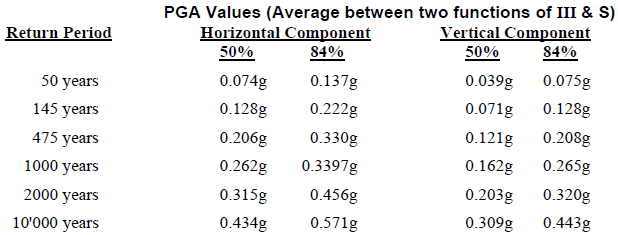 PGA Values (Average between two functions of III & S)
Return Period Horizontal Component Vertical Component
50% 84% 50% 84%
50 years 0.074g 0.137g 0.039g 0.075g
145 years 0.128g 0.222g 0.071g 0.128g
475 years 0.206g 0.330g 0.121g 0.208g
1000 years 0.262g 0.3397g 0.162g 0.265g
2000 years 0.315g 0.456g 0.203g 0.320g
10'000 years 0.434g 0.571g 0.309g 0.443g